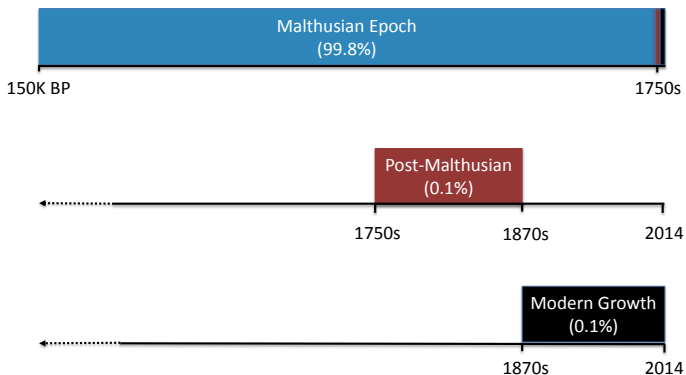 Malthusian Epoch
(99.8%)
150K BP
1750s
Post-Malthusian
(0.1%)
1750s
1870s
2014
Modern Growth
(0.1%)
1870s
2014